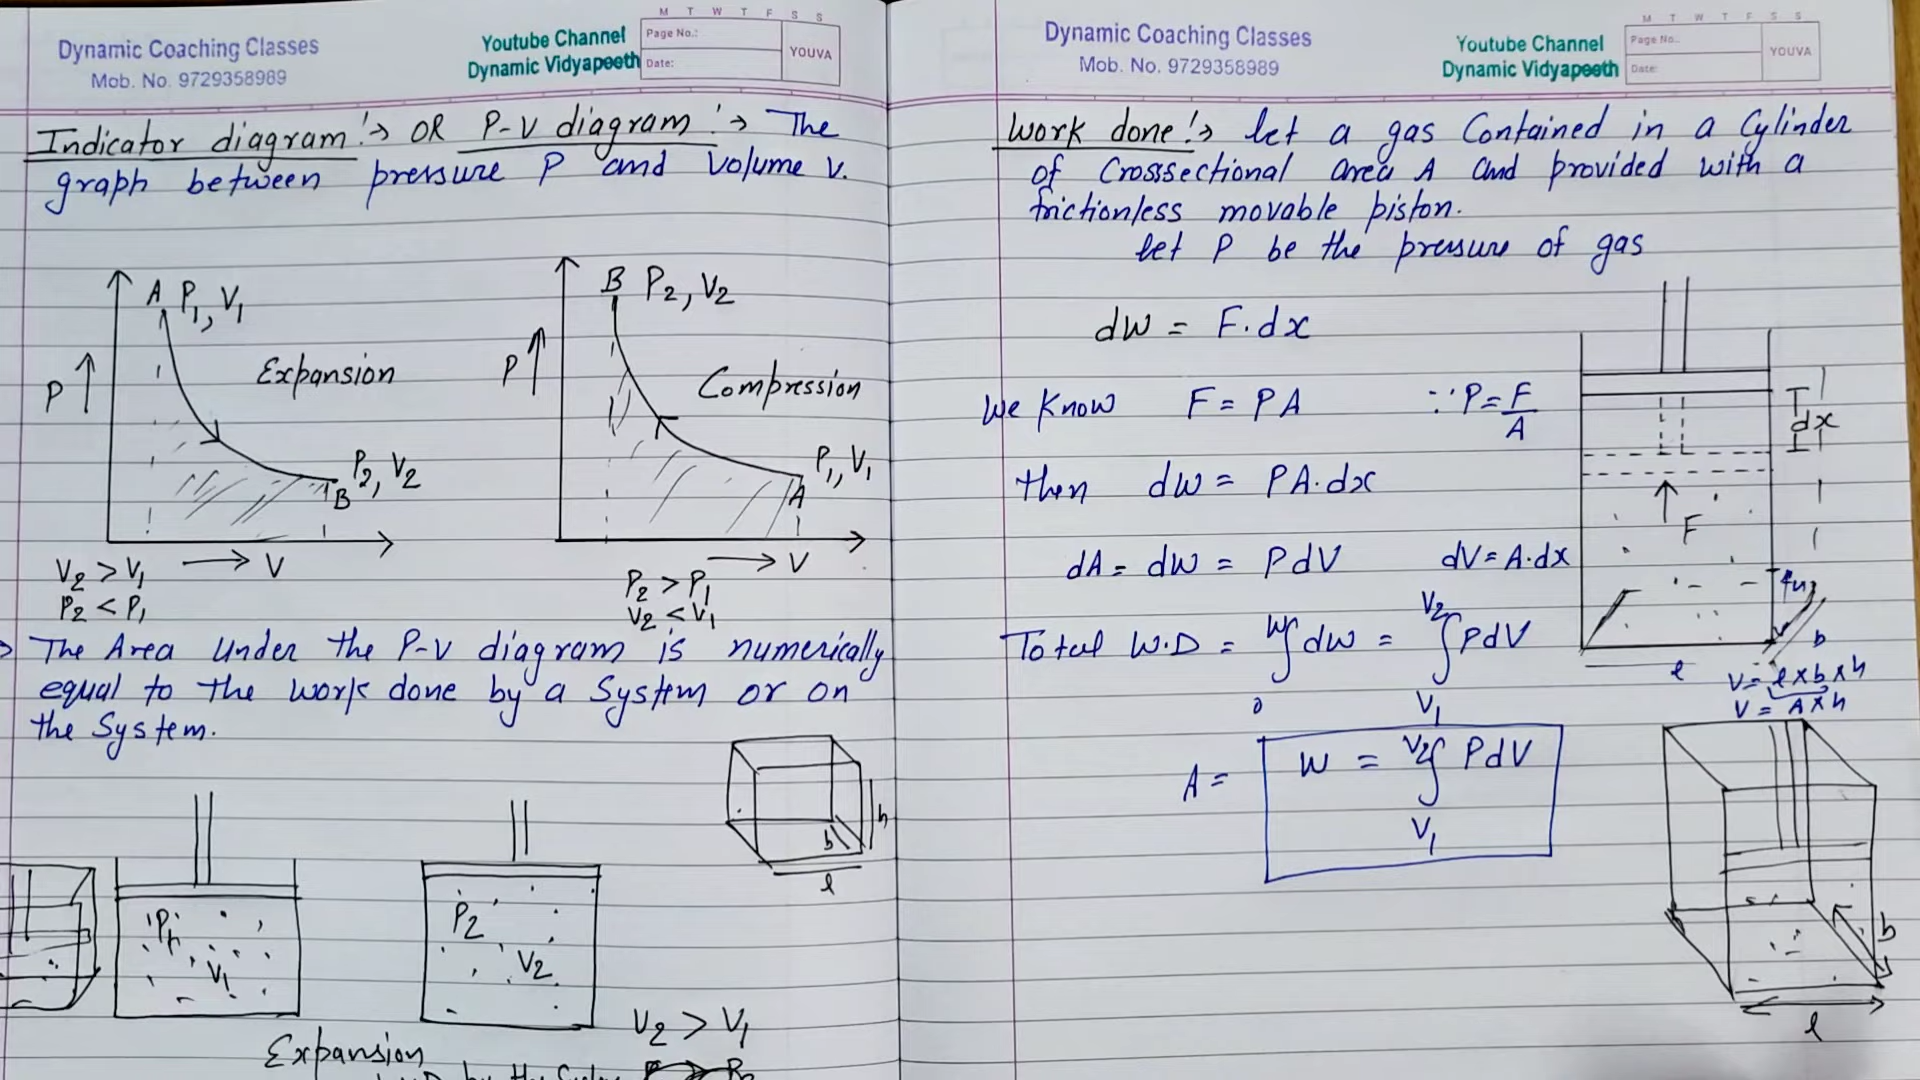 Dynamic Coaching Classes
Mob. No. 9729358989
Youtube Channel
Dynamic Vidyapeeth
M T W T F S S
Page No.:
Date:
YOUVA
Indicator diagram :→ OR P-V diagram :→ The
graph between pressure P and Volume V.
A P₁, V₁
Expansion
P
P₂, V₂
B
V
V₂ > V₁
P₂ < P₁
B P₂, V₂
P
Compression
P₁, V₁
A
V
P₂ > P₁
V₂ < V₁
The Area under the P-V diagram is numerically
equal to the work done by a System or on
the System.
h
b
l
P₁
V₁
P₂
V₂
V₂ > V₁
Expansion
Dynamic Coaching Classes
Mob. No. 9729358989
Youtube Channel
Dynamic Vidyapeeth
M T W T F S S
Page No.:
Date:
YOUVA
Work done :→ let a gas Contained in a Cylinder
of Crosssectional area A and provided with a
frictionless movable piston.
let P be the pressure of gas
dw = F.dx
We Know F = PA ∵ P = F/A
then dw = PA.dx
dA = dw = PdV dV = A.dx
Total W.D = ∫₀ᵂ dw = ∫V₁V₂ PdV
A = W = ∫V₁V₂ PdV
dx
F
b
l
V = l×b×h
V = A×h
b
l